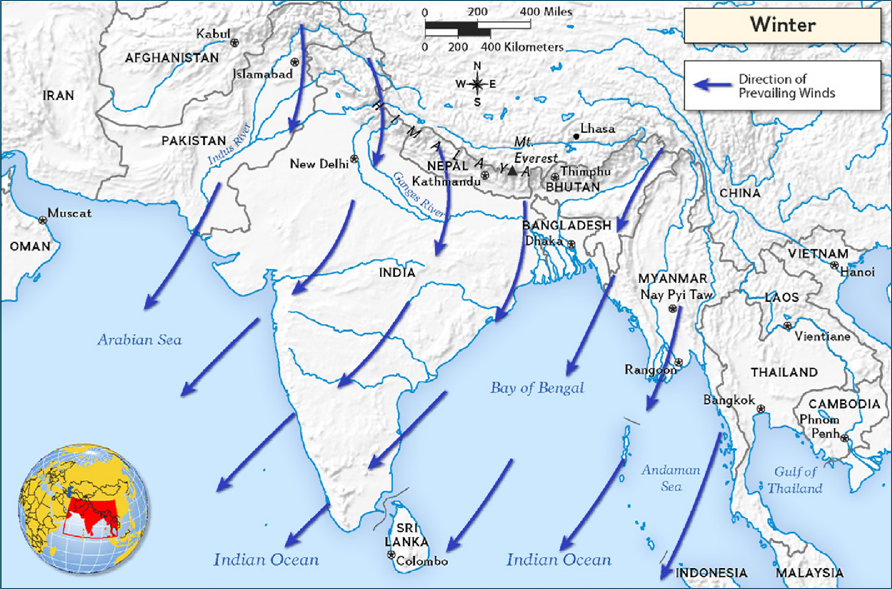 0 200 400 Miles
0 200 400 Kilometers
N
W E
S
Winter
Direction of
Prevailing Winds
Kabul
AFGHANISTAN
Islamabad
IRAN
PAKISTAN
Indus River
New Delhi
HIMALAYA
Mt.
Everest
Lhasa
NEPAL
Kathmandu
Thimphu
BHUTAN
Ganges River
CHINA
Muscat
OMAN
BANGLADESH
Dhaka
INDIA
MYANMAR
Nay Pyi Taw
VIETNAM
Hanoi
LAOS
Vientiane
Arabian Sea
Bay of Bengal
Rangoon
THAILAND
Bangkok
CAMBODIA
Phnom
Penh
Andaman
Sea
Gulf of
Thailand
SRI
LANKA
Colombo
Indian Ocean
Indian Ocean
INDONESIA
MALAYSIA